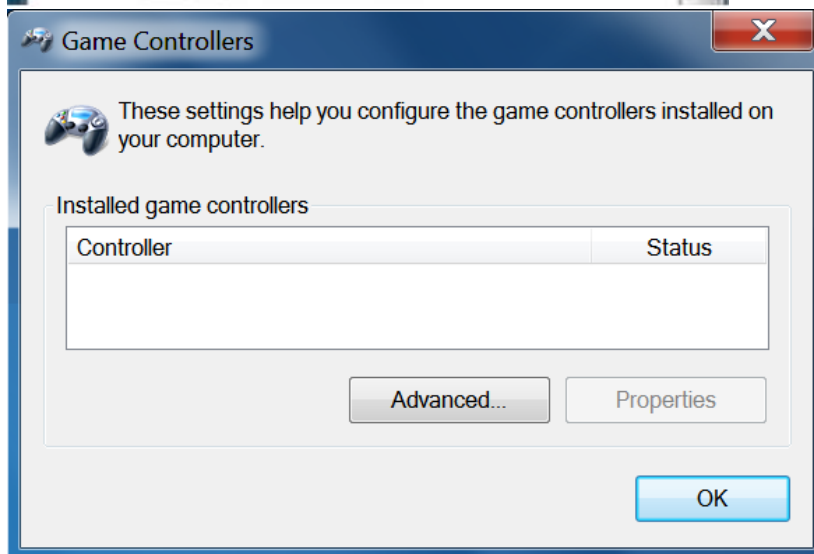 Game Controllers
These settings help you configure the game controllers installed on
your computer.
Installed game controllers
Controller Status
Advanced... Properties
OK